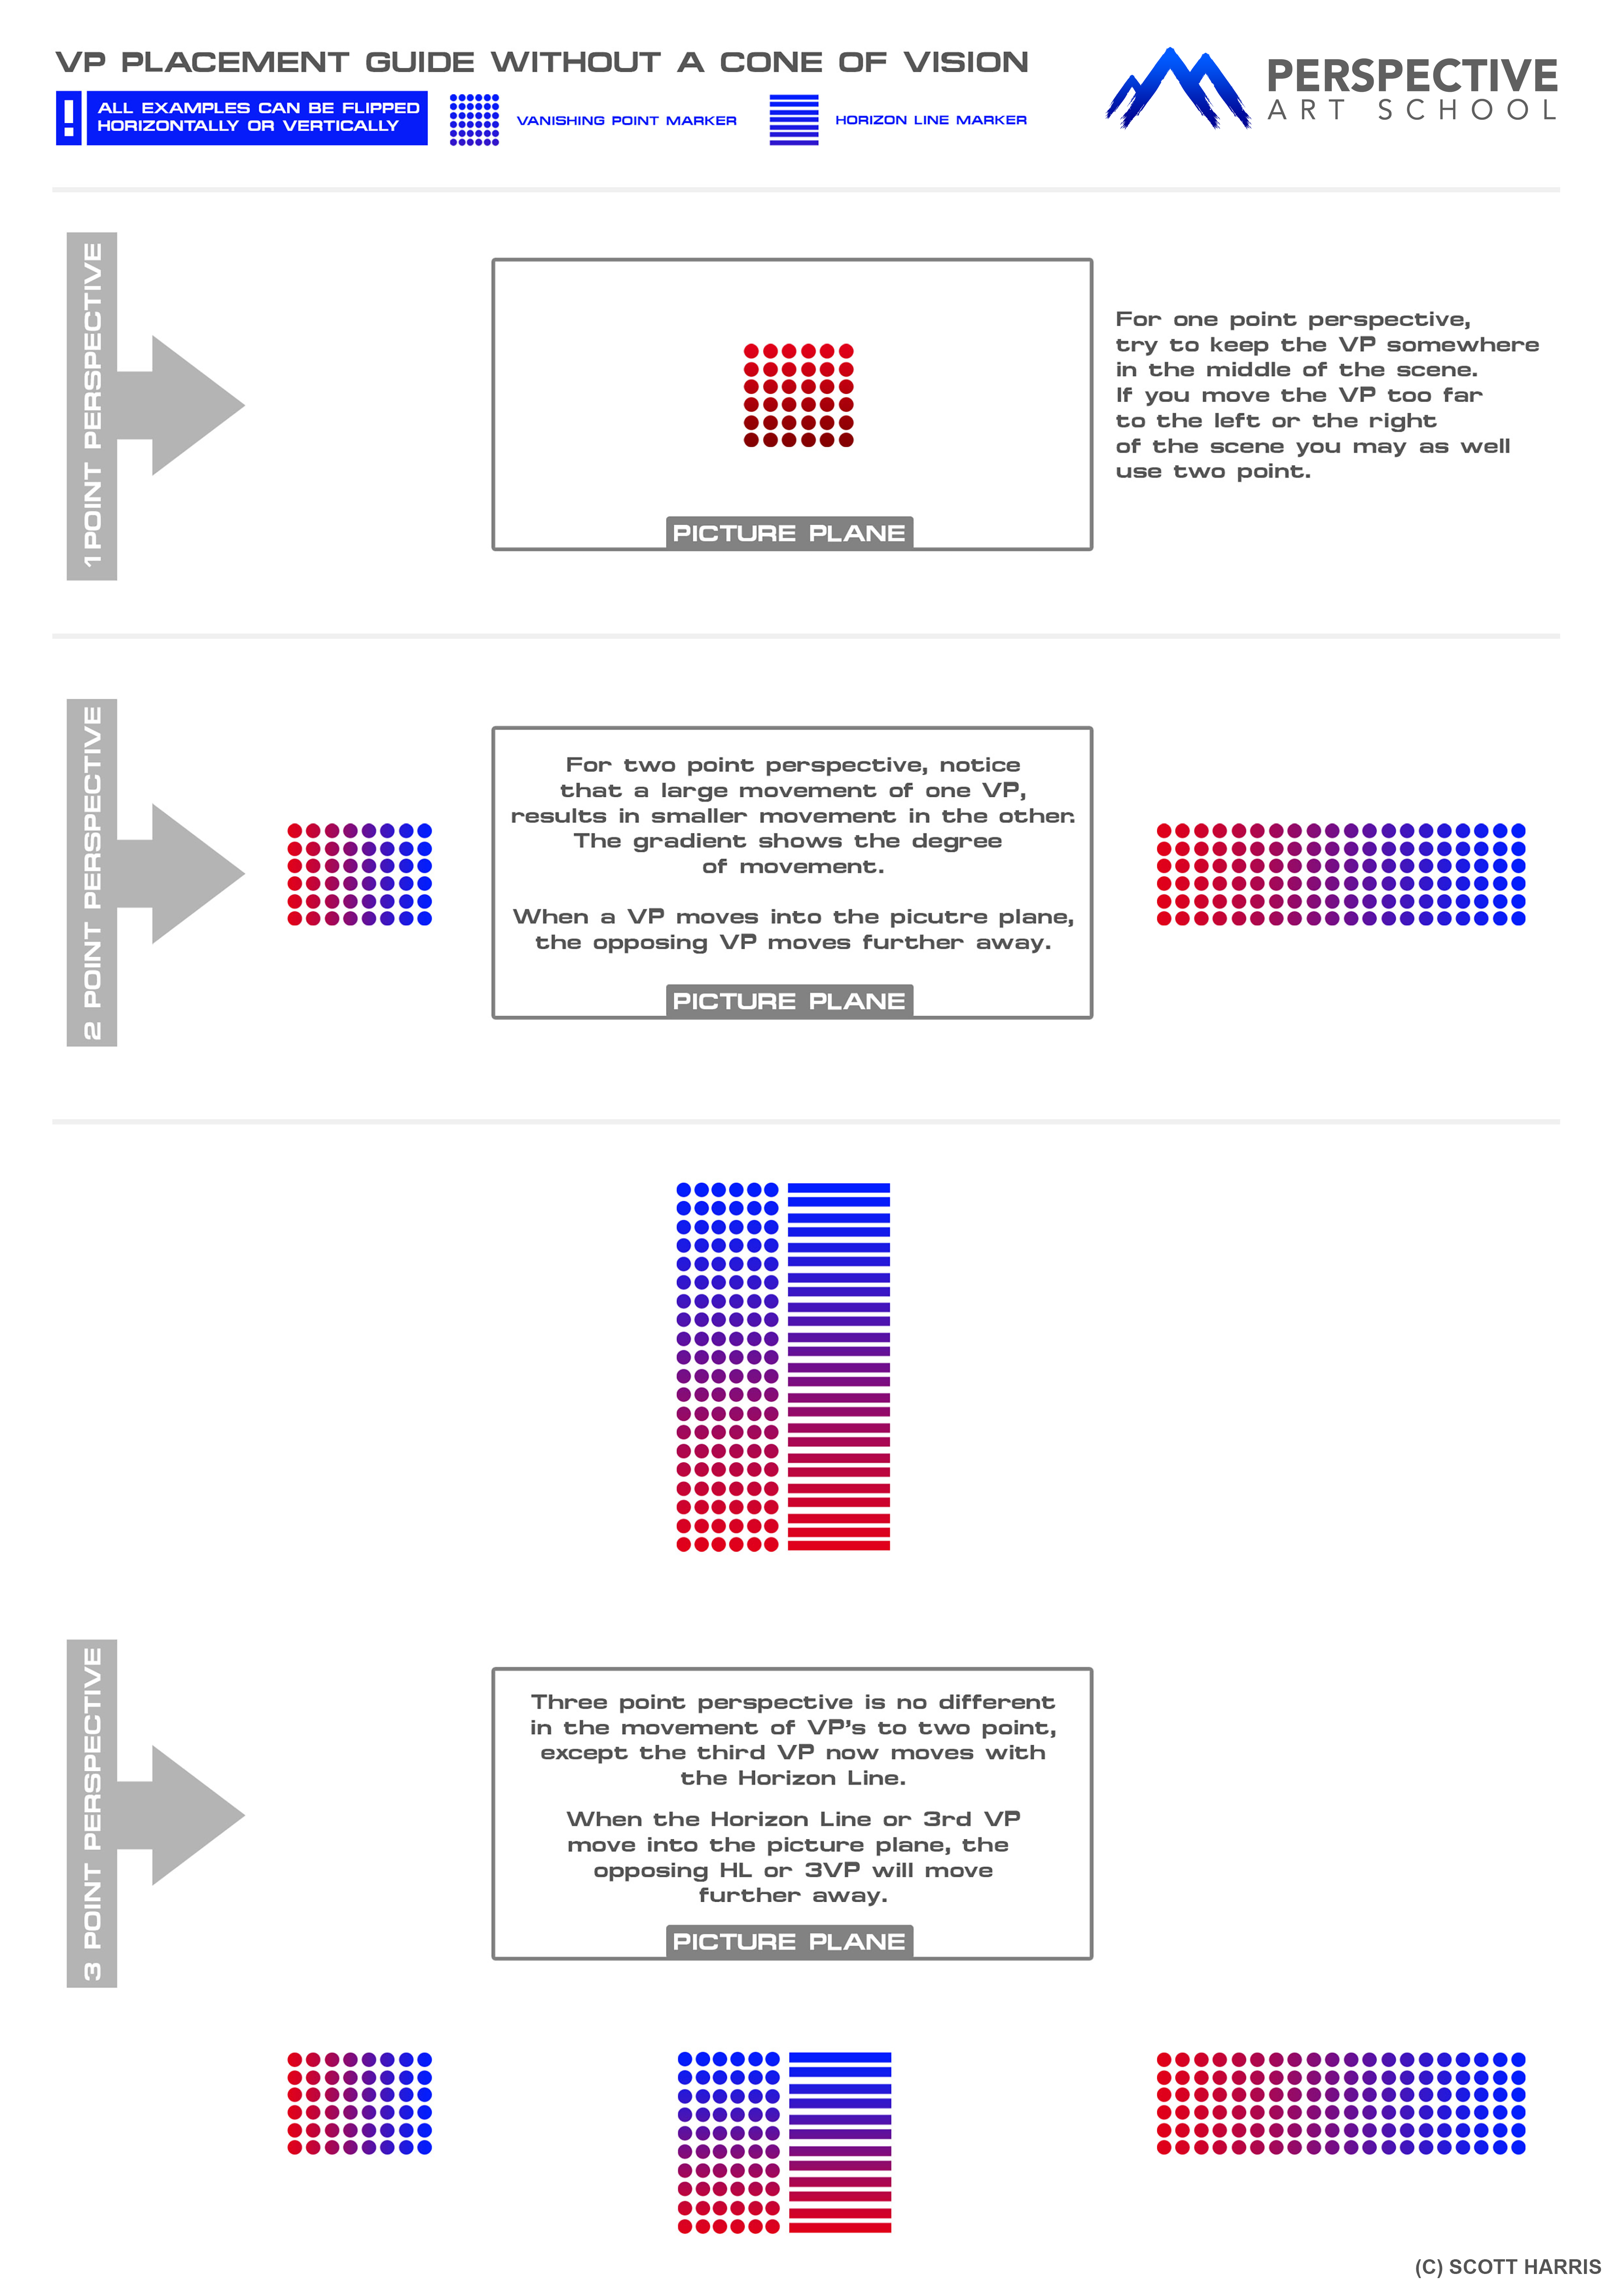 VP PLACEMENT GUIDE WITHOUT A CONE OF VISION
! ALL EXAMPLES CAN BE FLIPPED
HORIZONTALLY OR VERTICALLY
VANISHING POINT MARKER
HORIZON LINE MARKER
PERSPECTIVE
ART SCHOOL
1 POINT PERSPECTIVE
PICTURE PLANE
For one point perspective,
try to keep the VP somewhere
in the middle of the scene.
If you move the VP too far
to the left or the right
of the scene you may as well
use two point.
2 POINT PERSPECTIVE
For two point perspective, notice
that a large movement of one VP,
results in smaller movement in the other.
The gradient shows the degree
of movement.
When a VP moves into the picutre plane,
the opposing VP moves further away.
PICTURE PLANE
3 POINT PERSPECTIVE
Three point perspective is no different
in the movement of VP's to two point,
except the third VP now moves with
the Horizon Line.
When the Horizon Line or 3rd VP
move into the picture plane, the
opposing HL or 3VP will move
further away.
PICTURE PLANE
(C) SCOTT HARRIS